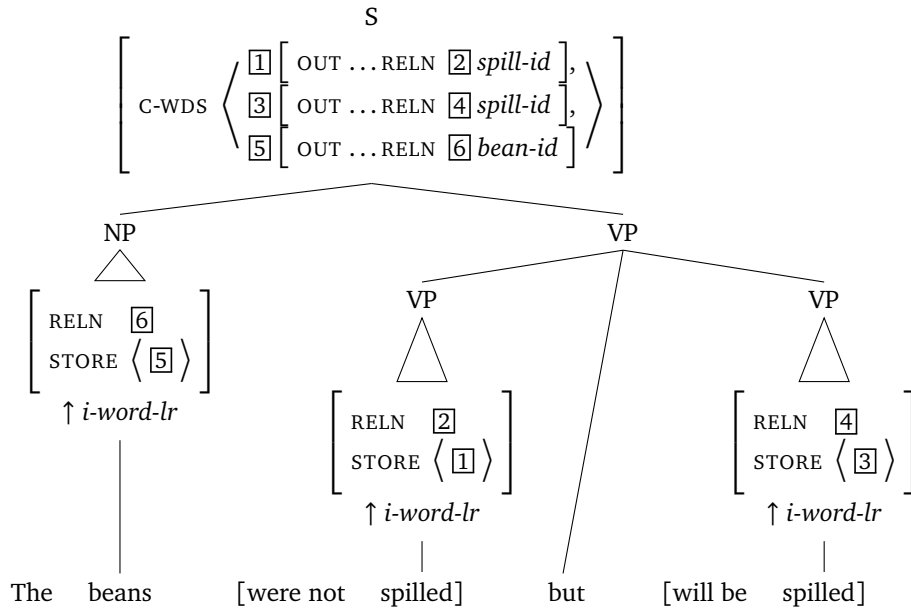 S
1 [ OUT …RELN 2 spill-id ],
C-WDS ⟨ 3 [ OUT …RELN 4 spill-id ], ⟩
5 [ OUT …RELN 6 bean-id ]
NP VP
VP VP
RELN 6
STORE ⟨ 5 ⟩
↑ i-word-lr
RELN 2 RELN 4
STORE ⟨ 1 ⟩ STORE ⟨ 3 ⟩
↑ i-word-lr ↑ i-word-lr
The beans [were not spilled] but [will be spilled]